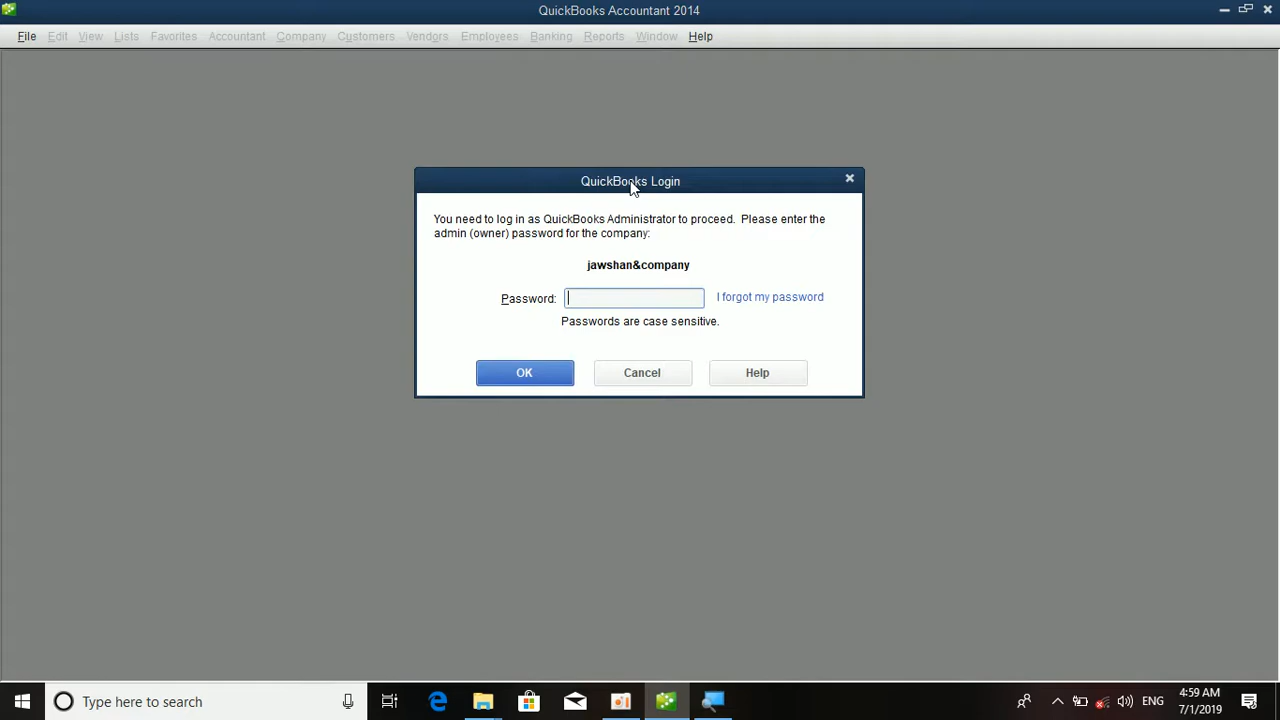 QuickBooks Accountant 2014
File Edit View Lists Favorites Accountant Company Customers Vendors Employees Banking Reports Window Help
QuickBooks Login
You need to log in as QuickBooks Administrator to proceed. Please enter the
admin (owner) password for the company:
jawshan&company
Password: I forgot my password
Passwords are case sensitive.
OK Cancel Help
Type here to search
ENG
4:59 AM
7/1/2019